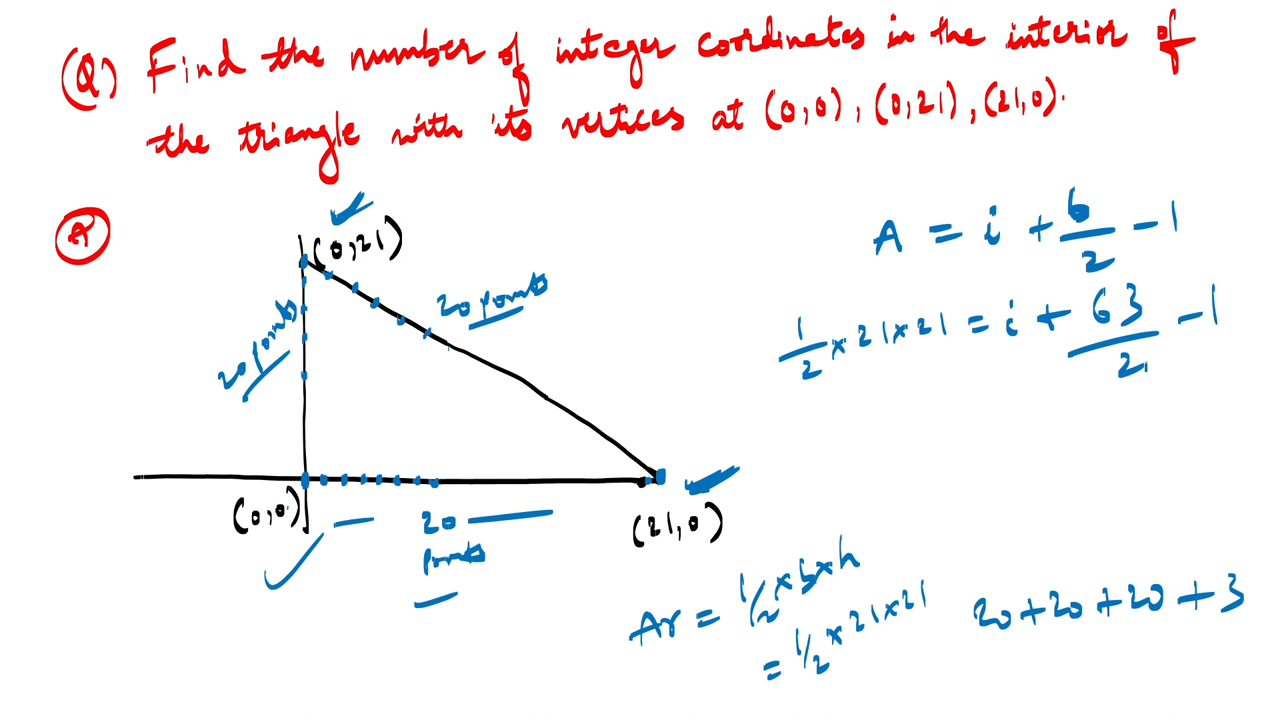 (Q) Find the number of integer coordinates in the interior of
the triangle with its vertices at (0,0), (0,21), (21,0).
A
(0,21)
20 points
20 points
(0,0)
20
points
(21,0)
A = i + b/2 - 1
1/2 × 21 × 21 = i + 63/2 - 1
Ar = 1/2 × b × h
= 1/2 × 21 × 21
20 + 20 + 20 + 3